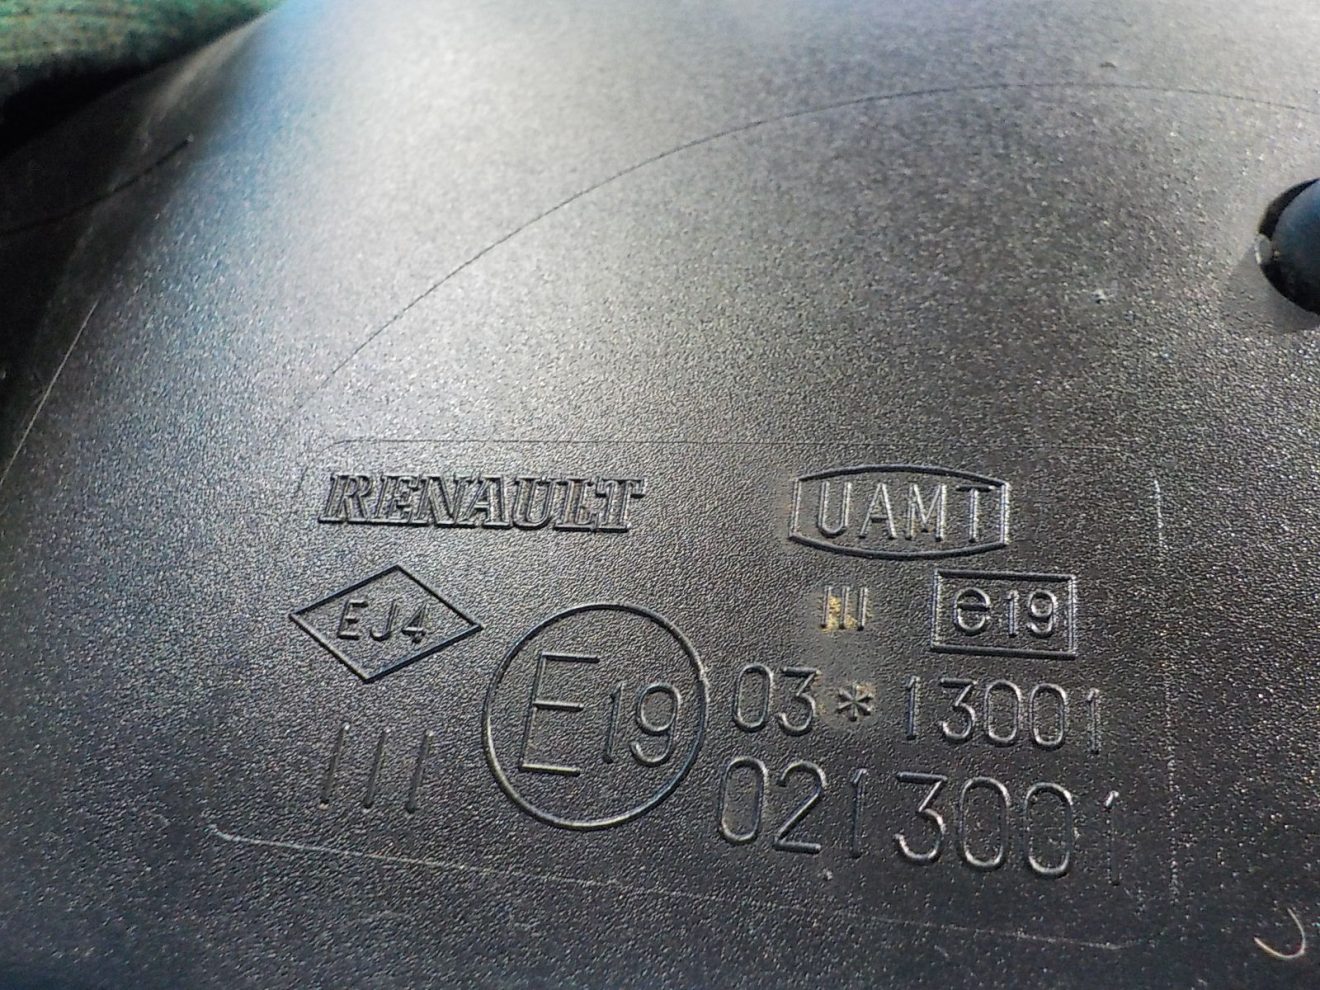 RENAULT
UAMT
EJ4
III
e19
E19
03*13001
III
0213001